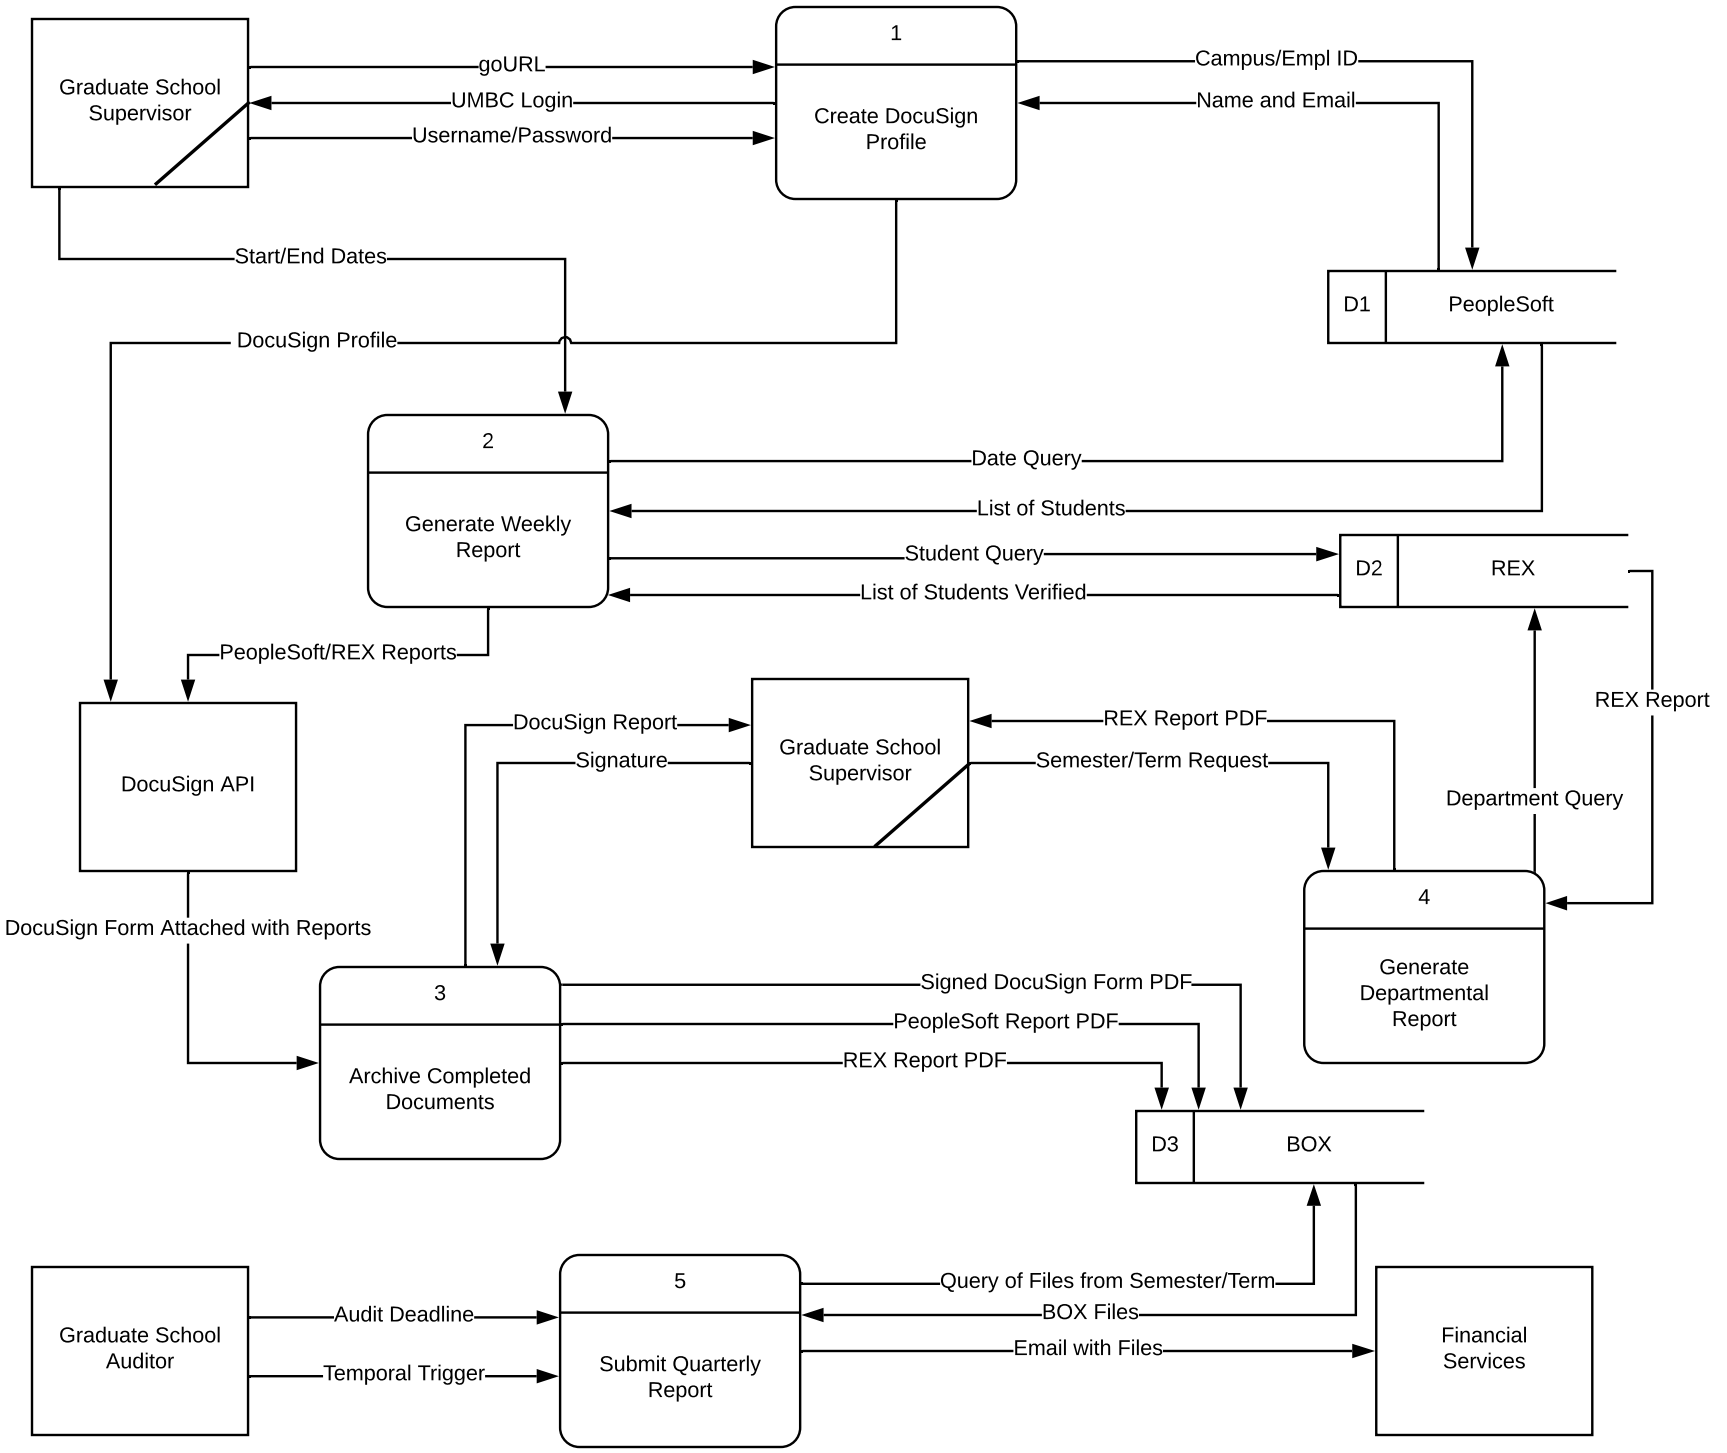 1
Graduate School
Supervisor
goURL
UMBC Login
Username/Password
Create DocuSign
Profile
Campus/Empl ID
Name and Email
Start/End Dates
D1
PeopleSoft
DocuSign Profile
2
Generate Weekly
Report
Date Query
List of Students
Student Query
List of Students Verified
D2
REX
PeopleSoft/REX Reports
REX Report
DocuSign API
DocuSign Report
Signature
Graduate School
Supervisor
REX Report PDF
Semester/Term Request
Department Query
4
Generate
Departmental
Report
DocuSign Form Attached with Reports
3
Archive Completed
Documents
Signed DocuSign Form PDF
PeopleSoft Report PDF
REX Report PDF
D3
BOX
Graduate School
Auditor
Audit Deadline
Temporal Trigger
5
Submit Quarterly
Report
Query of Files from Semester/Term
BOX Files
Email with Files
Financial
Services